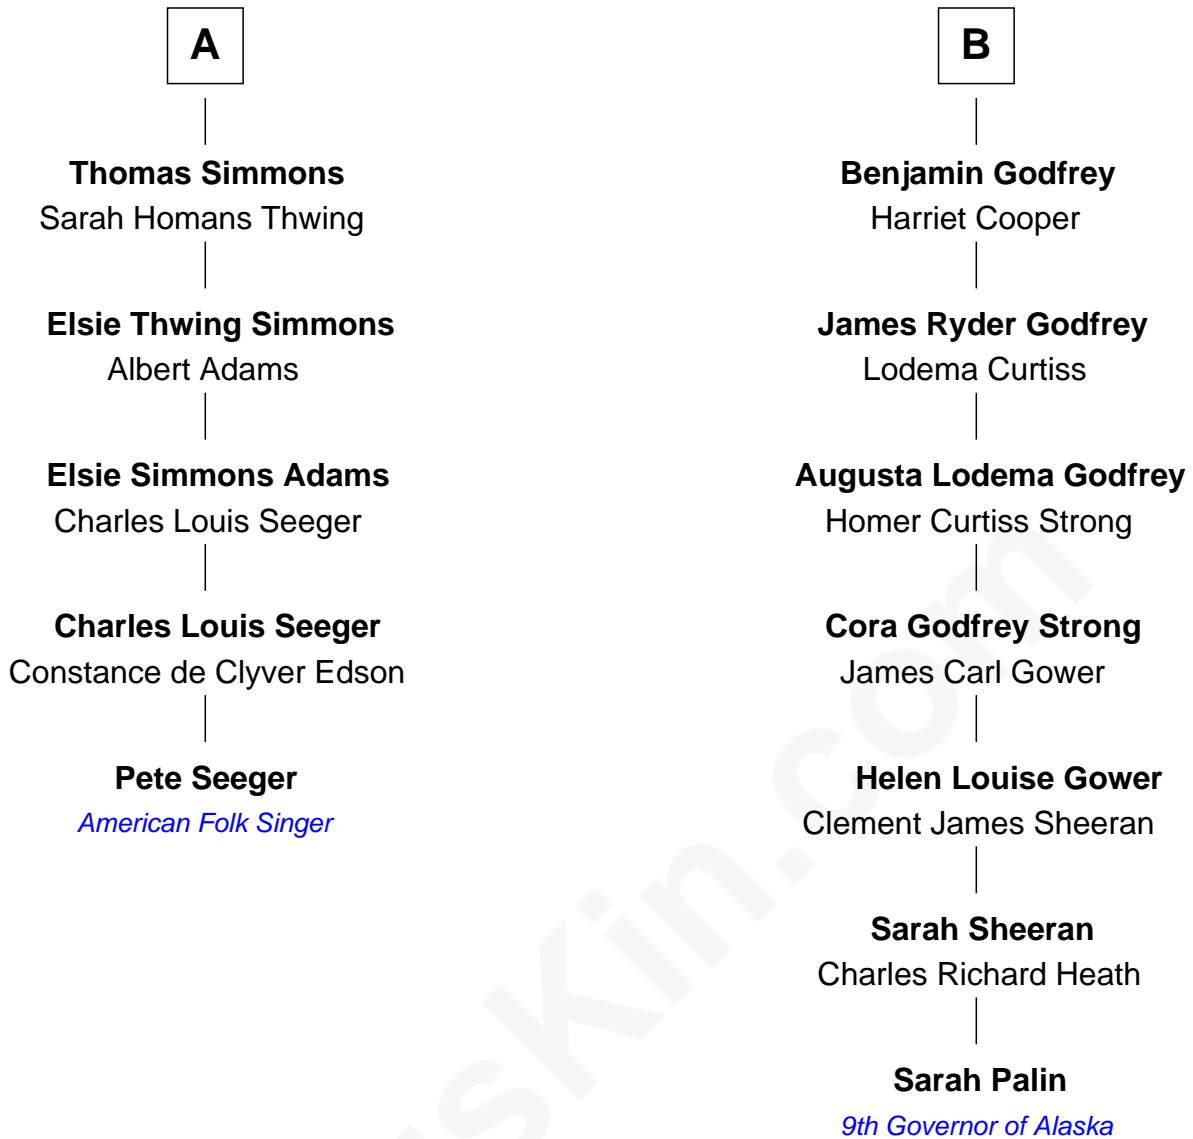 A
Thomas Simmons
Sarah Homans Thwing
Elsie Thwing Simmons
Albert Adams
Elsie Simmons Adams
Charles Louis Seeger
Charles Louis Seeger
Constance de Clyver Edson
Pete Seeger
American Folk Singer
B
Benjamin Godfrey
Harriet Cooper
James Ryder Godfrey
Lodema Curtiss
Augusta Lodema Godfrey
Homer Curtiss Strong
Cora Godfrey Strong
James Carl Gower
Helen Louise Gower
Clement James Sheeran
Sarah Sheeran
Charles Richard Heath
Sarah Palin
9th Governor of Alaska